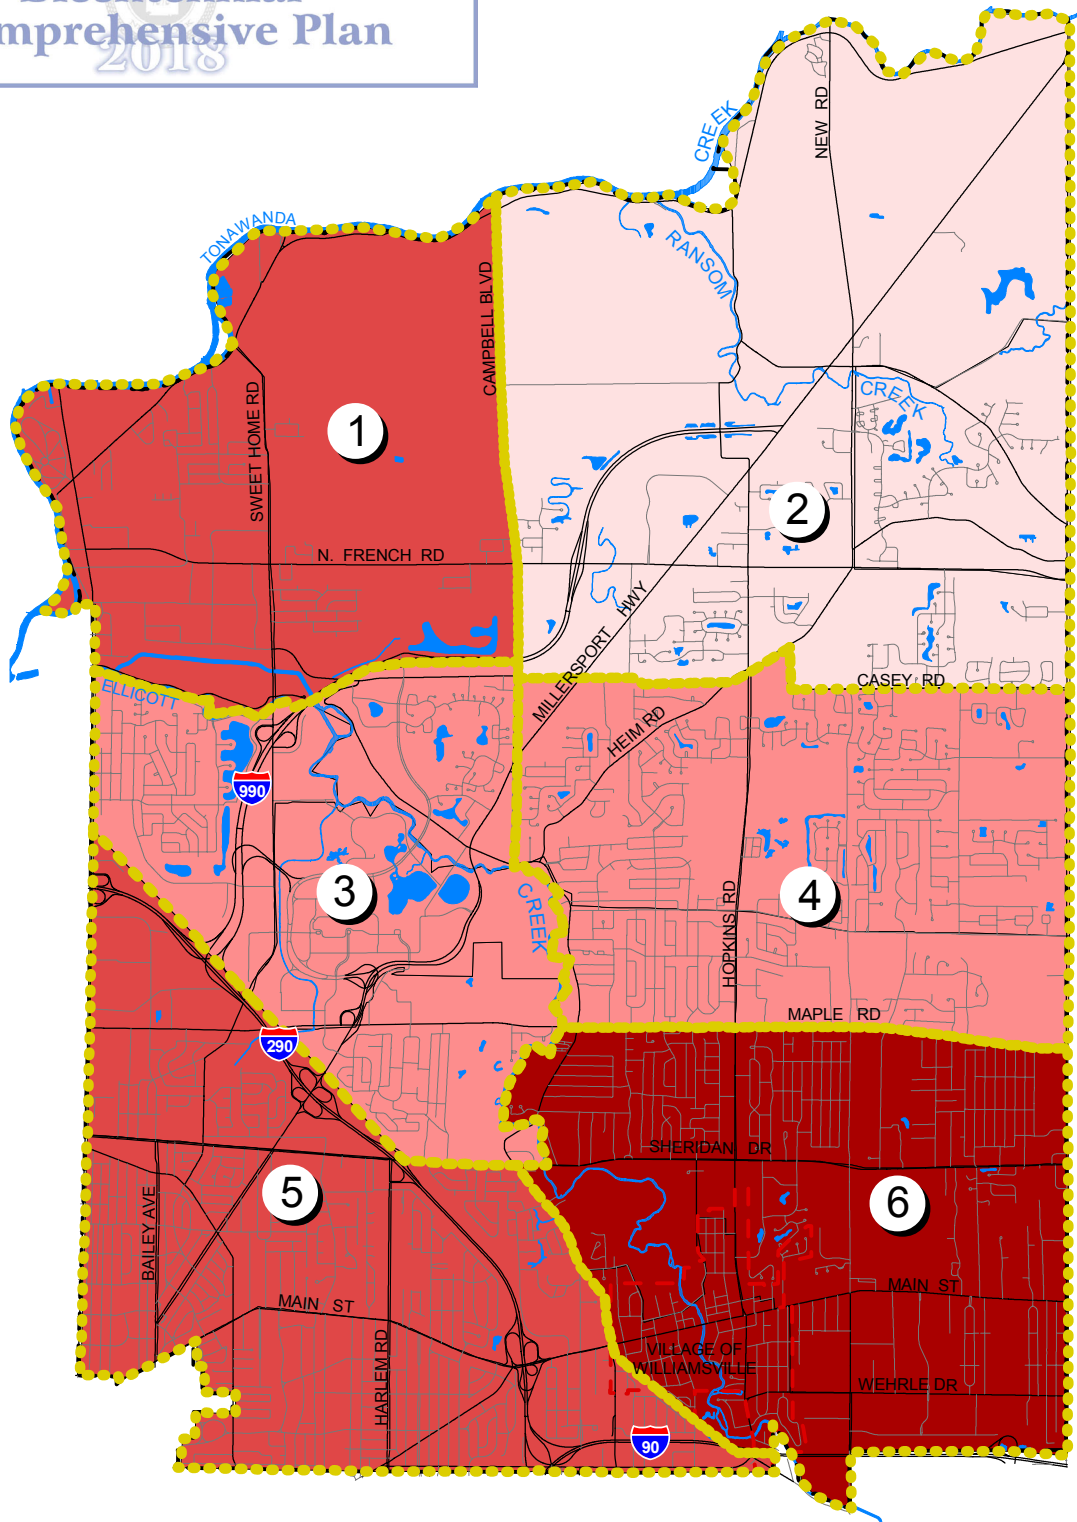 Bicentennial
mprehensive Plan
2018
CREEK
NEW RD
TONAWANDA
RANSOM
CAMPBELL BLVD
CREEK
SWEET HOME RD
1
2
N. FRENCH RD
MILLERSPORT HWY
CASEY RD
ELLICOTT
HEIM RD
990
3
4
CREEK
HOPKINS RD
MAPLE RD
290
SHERIDAN DR
5
6
BAILEY AVE
MAIN ST
MAIN ST
HARLEM RD
VILLAGE OF
WILLIAMSVILLE
WEHRLE DR
90